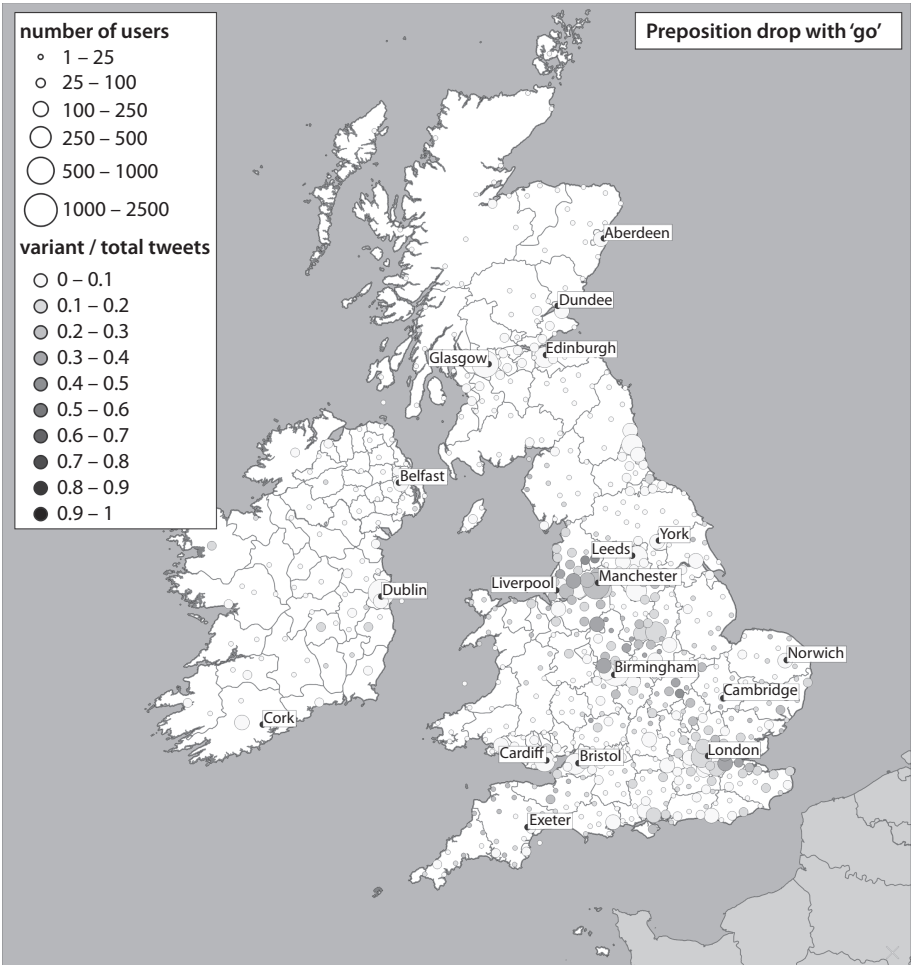 number of users
1 – 25
25 – 100
100 – 250
250 – 500
500 – 1000
1000 – 2500
variant / total tweets
0 – 0.1
0.1 – 0.2
0.2 – 0.3
0.3 – 0.4
0.4 – 0.5
0.5 – 0.6
0.6 – 0.7
0.7 – 0.8
0.8 – 0.9
0.9 – 1
Preposition drop with ‘go’
Aberdeen
Dundee
Edinburgh
Glasgow
Belfast
York
Leeds
Manchester
Liverpool
Dublin
Norwich
Birmingham
Cambridge
Cork
London
Cardiff
Bristol
Exeter